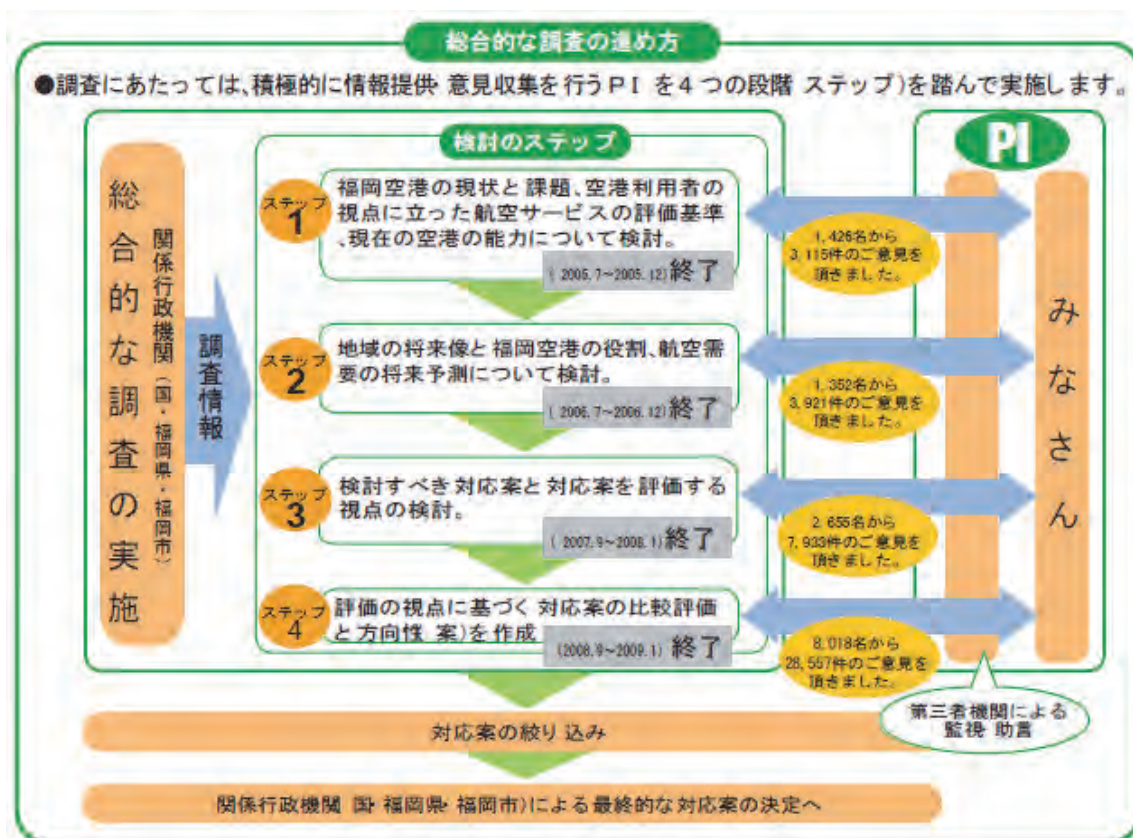 総合的な調査の進め方
●調査にあたっては、積極的に情報提供・意見収集を行うPI を4つの段階 ステップ)を踏んで実施します。
総合的な調査の実施
関係行政機関(国・福岡県・福岡市)
調査情報
検討のステップ
ステップ
1
福岡空港の現状と課題、空港利用者の
視点に立った航空サービスの評価基準
、現在の空港の能力について検討。
( 2005.7~2005.12)終了
ステップ
2
地域の将来像と福岡空港の役割、航空需
要の将来予測について検討。
( 2006.7~2006.12)終了
ステップ
3
検討すべき対応案と対応案を評価する
視点の検討。
( 2007.9~2008.1)終了
ステップ
4
評価の視点に基づく対応案の比較評価
と方向性 案)を作成
(2008.9~2009.1) 終了
PI
1,426名から
3,115件のご意見を
頂きました。
1,352名から
3,921件のご意見を
頂きました。
2,655名から
7,933件のご意見を
頂きました。
8,018名から
28,557件のご意見を
頂きました。
みなさん
第三者機関による
監視・助言
対応案の絞り込み
関係行政機関 国・福岡県・福岡市)による最終的な対応案の決定へ